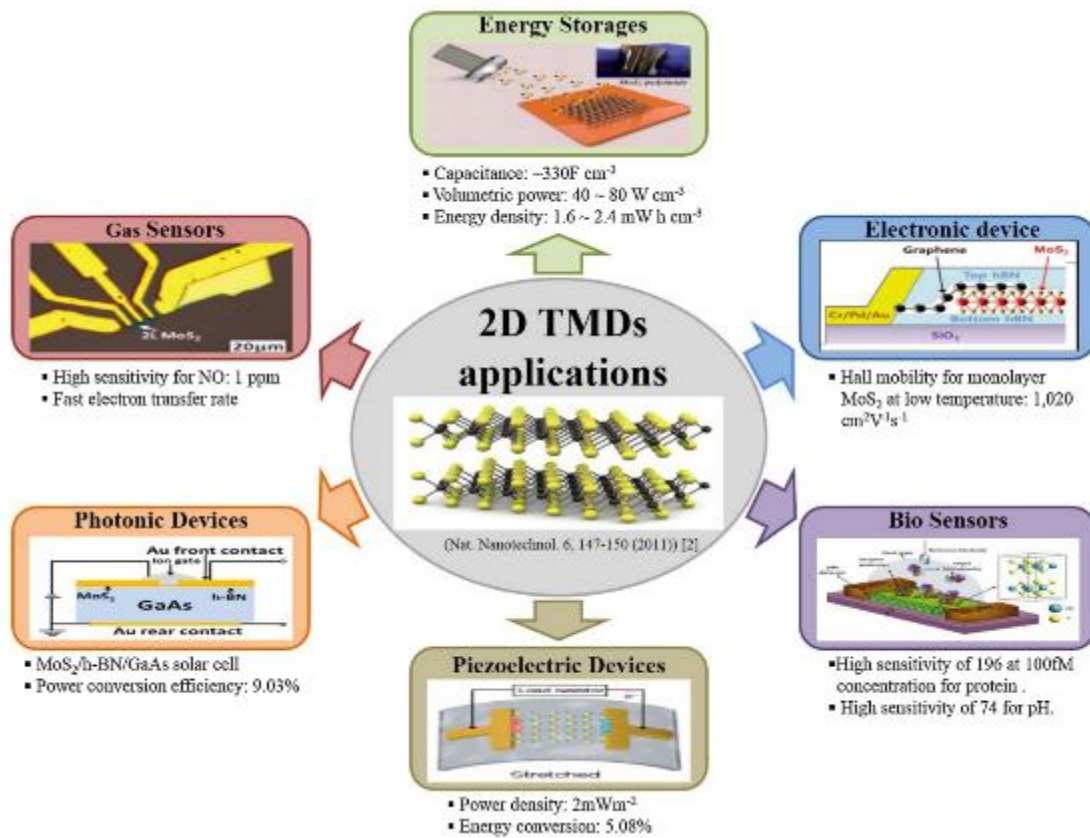 Energy Storages
▪ Capacitance: ~330F cm⁻³
▪ Volumetric power: 40 ~ 80 W cm⁻³
▪ Energy density: 1.6 ~ 2.4 mW h cm⁻³
Gas Sensors
2L MoS₂
20μm
▪ High sensitivity for NO: 1 ppm
▪ Fast electron transfer rate
Electronic device
Graphene
MoS₂
Top hBN
Cr/Pd/Au
Bottom hBN
SiO₂
▪ Hall mobility for monolayer
MoS₂ at low temperature: 1,020
cm²V⁻¹s⁻¹
2D TMDs
applications
(Nat. Nanotechnol. 6, 147-150 (2011)) [2]
Photonic Devices
Au front contact
Ion gate
MoS₂
h-BN
GaAs
Au rear contact
▪ MoS₂/h-BN/GaAs solar cell
▪ Power conversion efficiency: 9.03%
Bio Sensors
▪High sensitivity of 196 at 100fM
concentration for protein .
▪ High sensitivity of 74 for pH.
Piezoelectric Devices
Load resistor
Stretched
▪ Power density: 2mWm⁻²
▪ Energy conversion: 5.08%